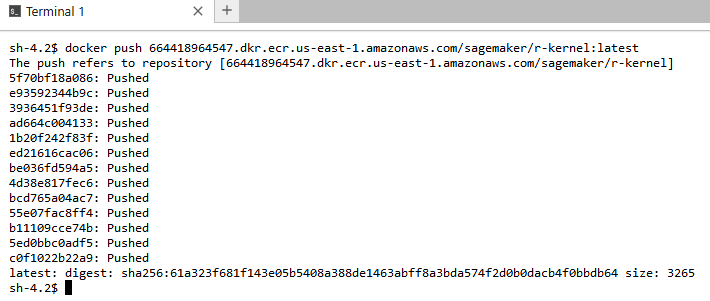 Terminal 1
sh-4.2$ docker push 664418964547.dkr.ecr.us-east-1.amazonaws.com/sagemaker/r-kernel:latest
The push refers to repository [664418964547.dkr.ecr.us-east-1.amazonaws.com/sagemaker/r-kernel]
5f70bf18a086: Pushed
e93592344b9c: Pushed
3936451f93de: Pushed
ad664c004133: Pushed
1b20f242f83f: Pushed
ed21616cac06: Pushed
be036fd594a5: Pushed
4d38e817fec6: Pushed
bcd765a04ac7: Pushed
55e07fac8ff4: Pushed
b11109cce74b: Pushed
5ed0bbc0adf5: Pushed
c0f1022b22a9: Pushed
latest: digest: sha256:61a323f681f143e05b5408a388de1463abff8a3bda574f2d0b0dacb4f0bbdb64 size: 3265
sh-4.2$